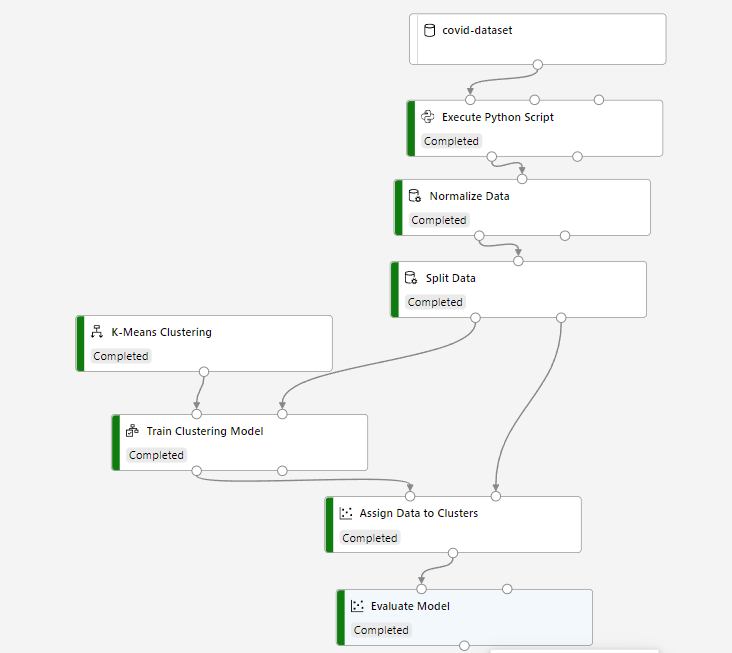 covid-dataset
Execute Python Script
Completed
Normalize Data
Completed
Split Data
Completed
K-Means Clustering
Completed
Train Clustering Model
Completed
Assign Data to Clusters
Completed
Evaluate Model
Completed